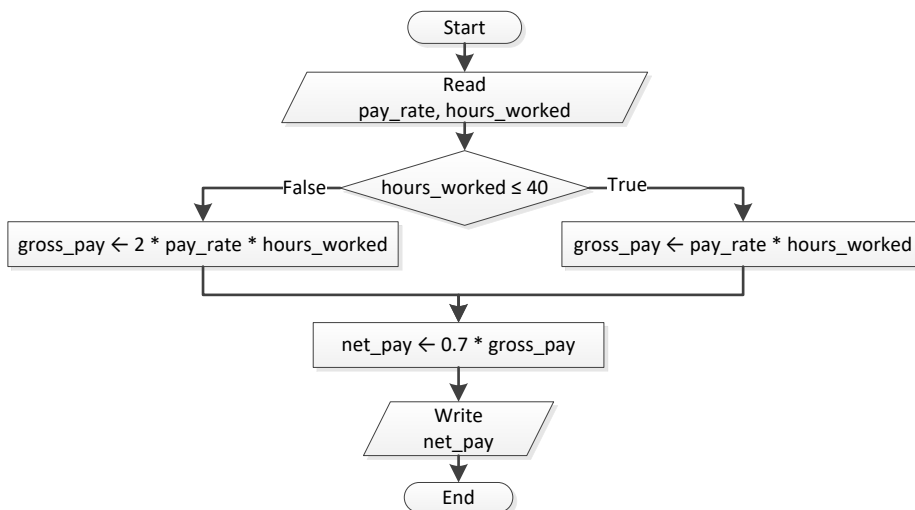 Start
Read
pay_rate, hours_worked
hours_worked ≤ 40
False
True
gross_pay ← 2 * pay_rate * hours_worked
gross_pay ← pay_rate * hours_worked
net_pay ← 0.7 * gross_pay
Write
net_pay
End